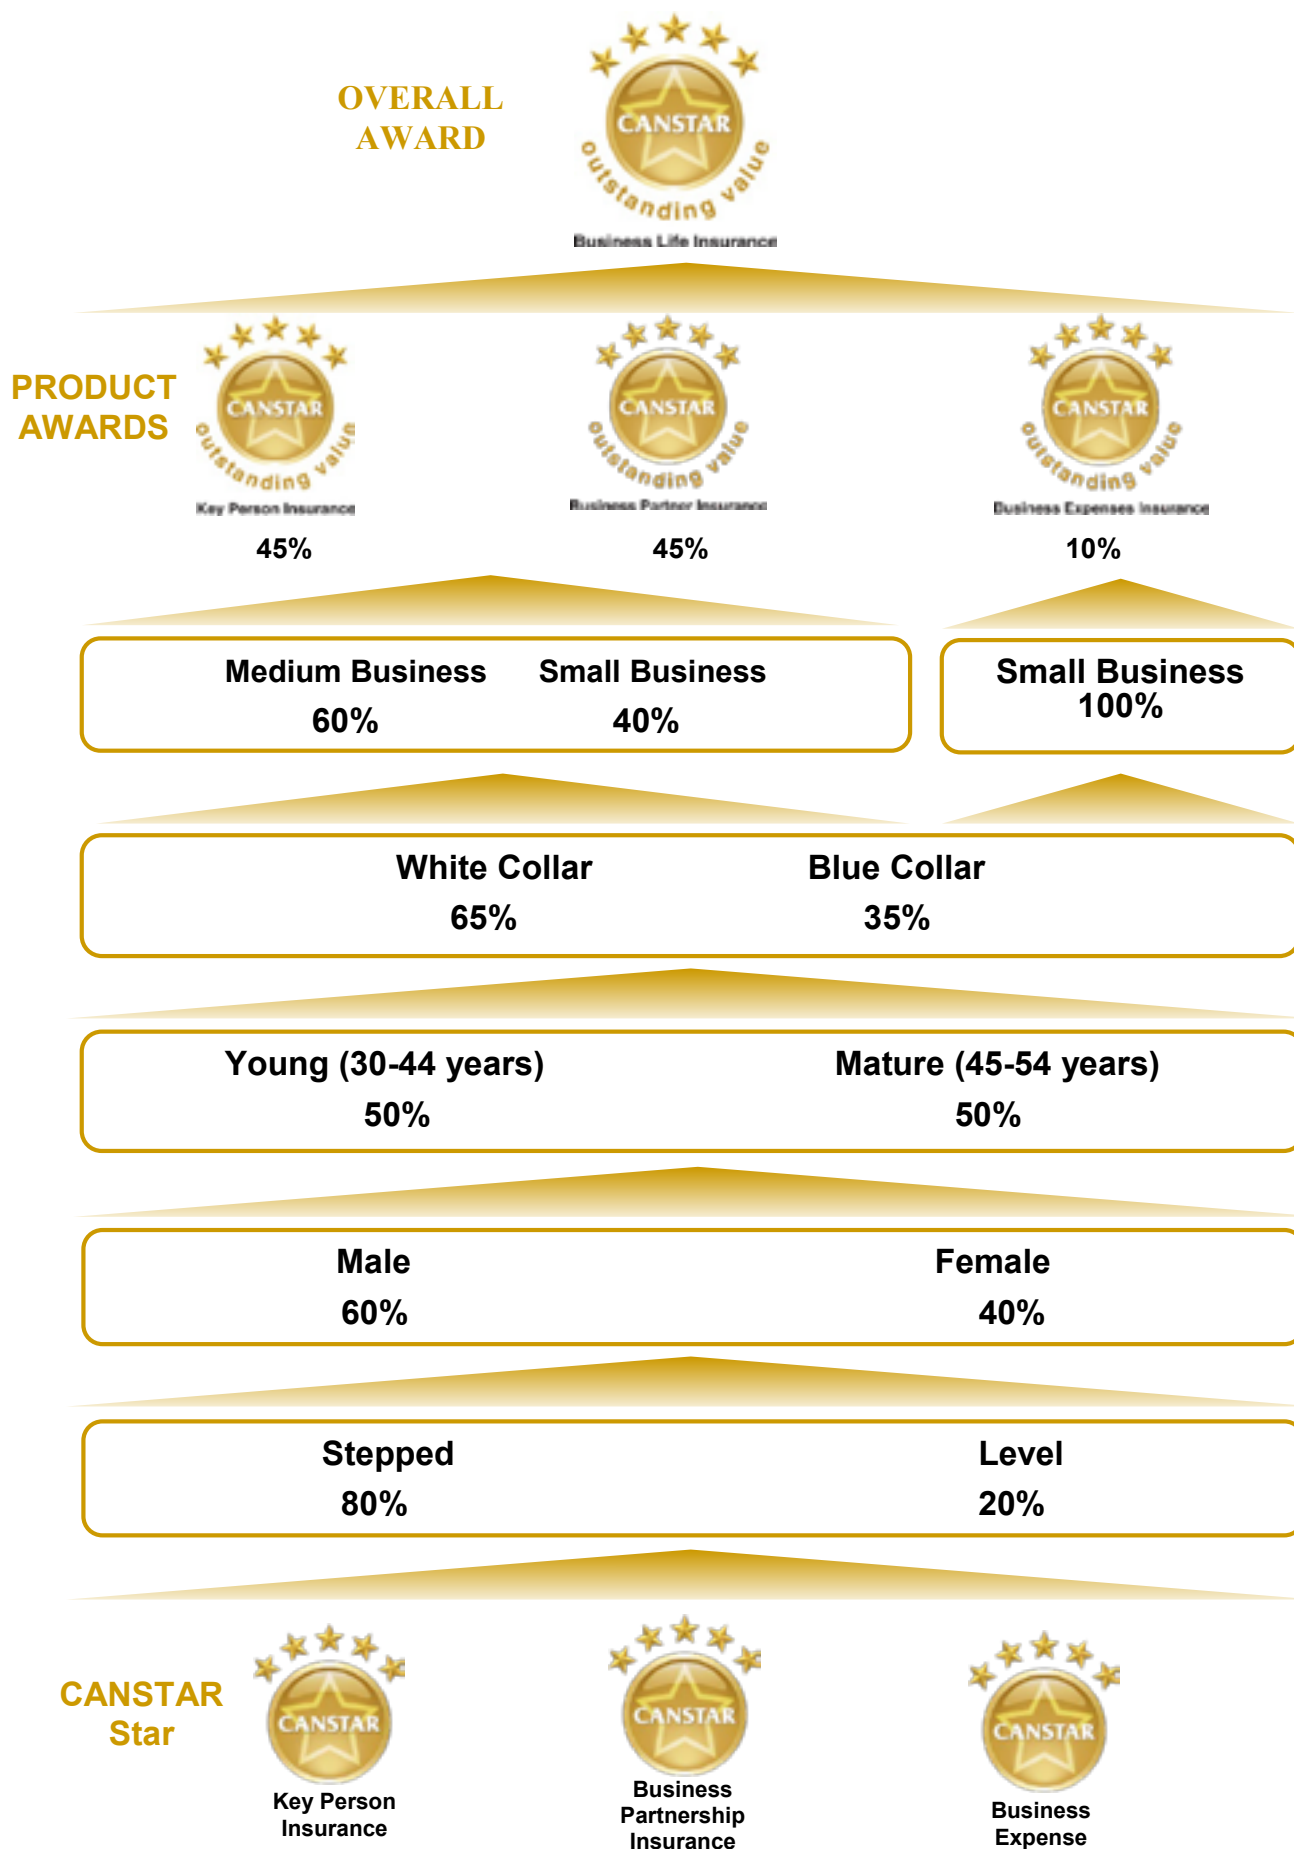 OVERALL
AWARD
CANSTAR
outstanding value
Business Life Insurance
PRODUCT
AWARDS
CANSTAR
outstanding value
Key Person Insurance
CANSTAR
outstanding value
Business Partner Insurance
CANSTAR
outstanding value
Business Expenses Insurance
45%
45%
10%
Medium Business
Small Business
60%
40%
Small Business
100%
White Collar
Blue Collar
65%
35%
Young (30-44 years)
Mature (45-54 years)
50%
50%
Male
Female
60%
40%
Stepped
Level
80%
20%
CANSTAR
Star
CANSTAR
Key Person
Insurance
CANSTAR
Business
Partnership
Insurance
CANSTAR
Business
Expense